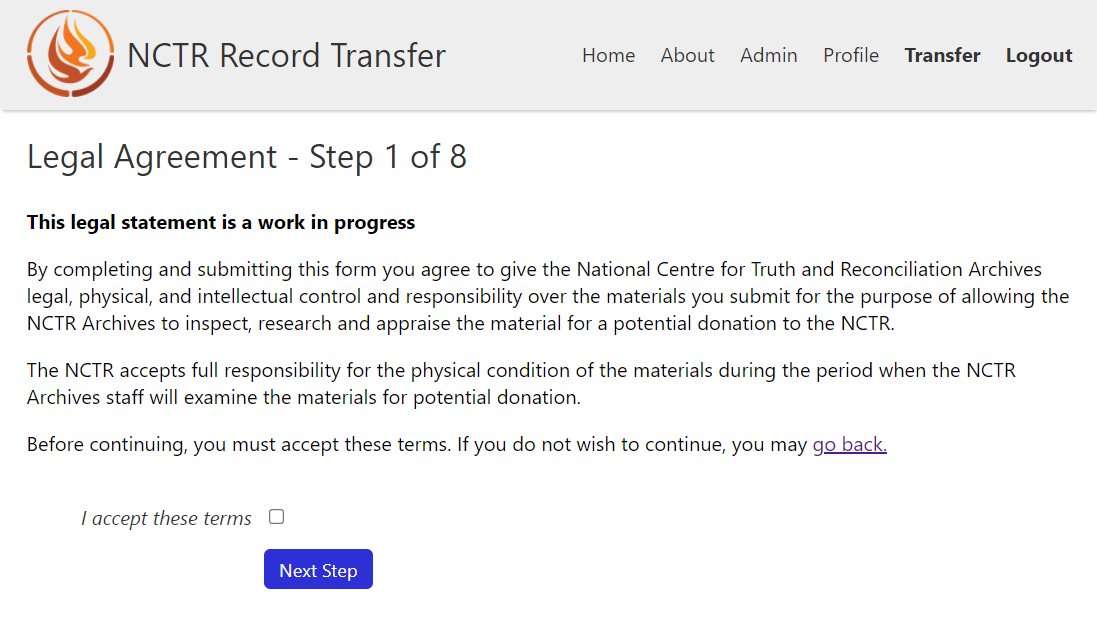 NCTR Record Transfer
Home About Admin Profile Transfer Logout
Legal Agreement - Step 1 of 8
This legal statement is a work in progress
By completing and submitting this form you agree to give the National Centre for Truth and Reconciliation Archives
legal, physical, and intellectual control and responsibility over the materials you submit for the purpose of allowing the
NCTR Archives to inspect, research and appraise the material for a potential donation to the NCTR.
The NCTR accepts full responsibility for the physical condition of the materials during the period when the NCTR
Archives staff will examine the materials for potential donation.
Before continuing, you must accept these terms. If you do not wish to continue, you may go back.
I accept these terms
Next Step